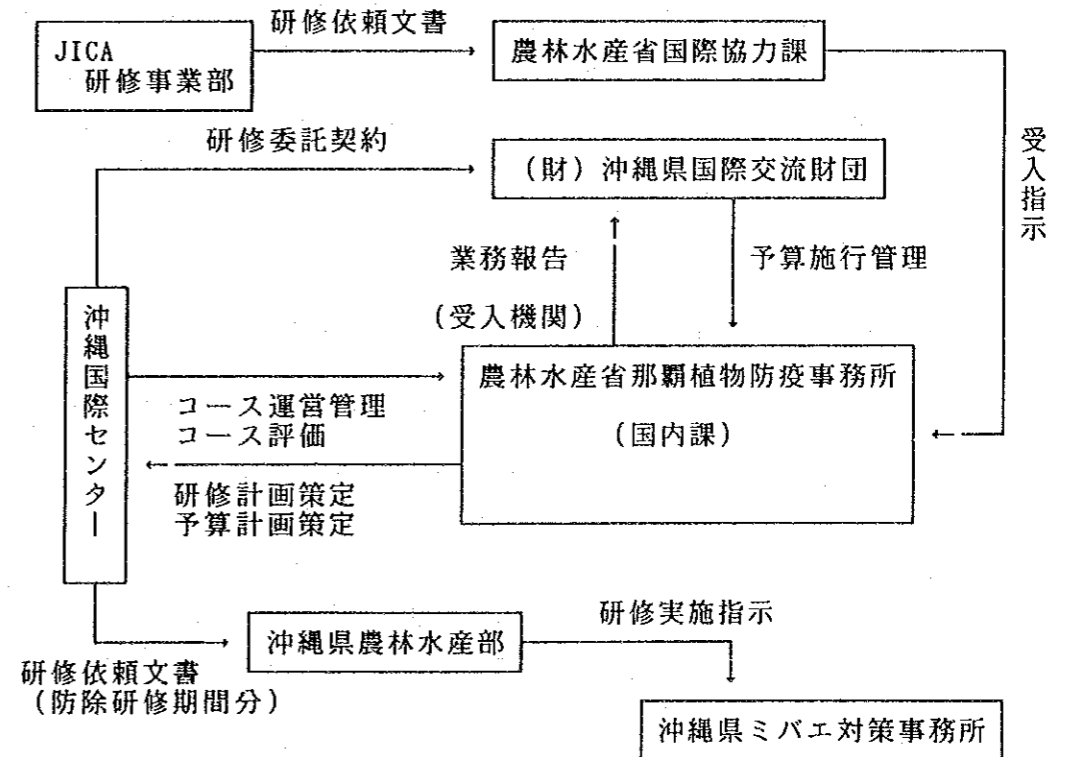 研修依頼文書
JICA
研修事業部
農林水産省国際協力課
研修委託契約
(財)沖縄県国際交流財団
受入指示
業務報告
予算施行管理
(受入機関)
沖縄国際センター
農林水産省那覇植物防疫事務所
(国内課)
コース運営管理
コース評価
研修計画策定
予算計画策定
研修実施指示
沖縄県農林水産部
研修依頼文書
(防除研修期間分)
沖縄県ミバエ対策事務所